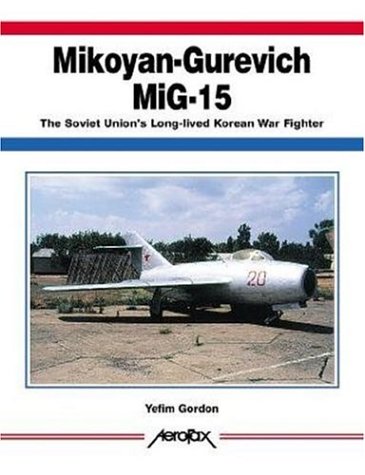 Mikoyan-Gurevich
MiG-15
The Soviet Union's Long-lived Korean War Fighter
20
Yefim Gordon
Aerofax